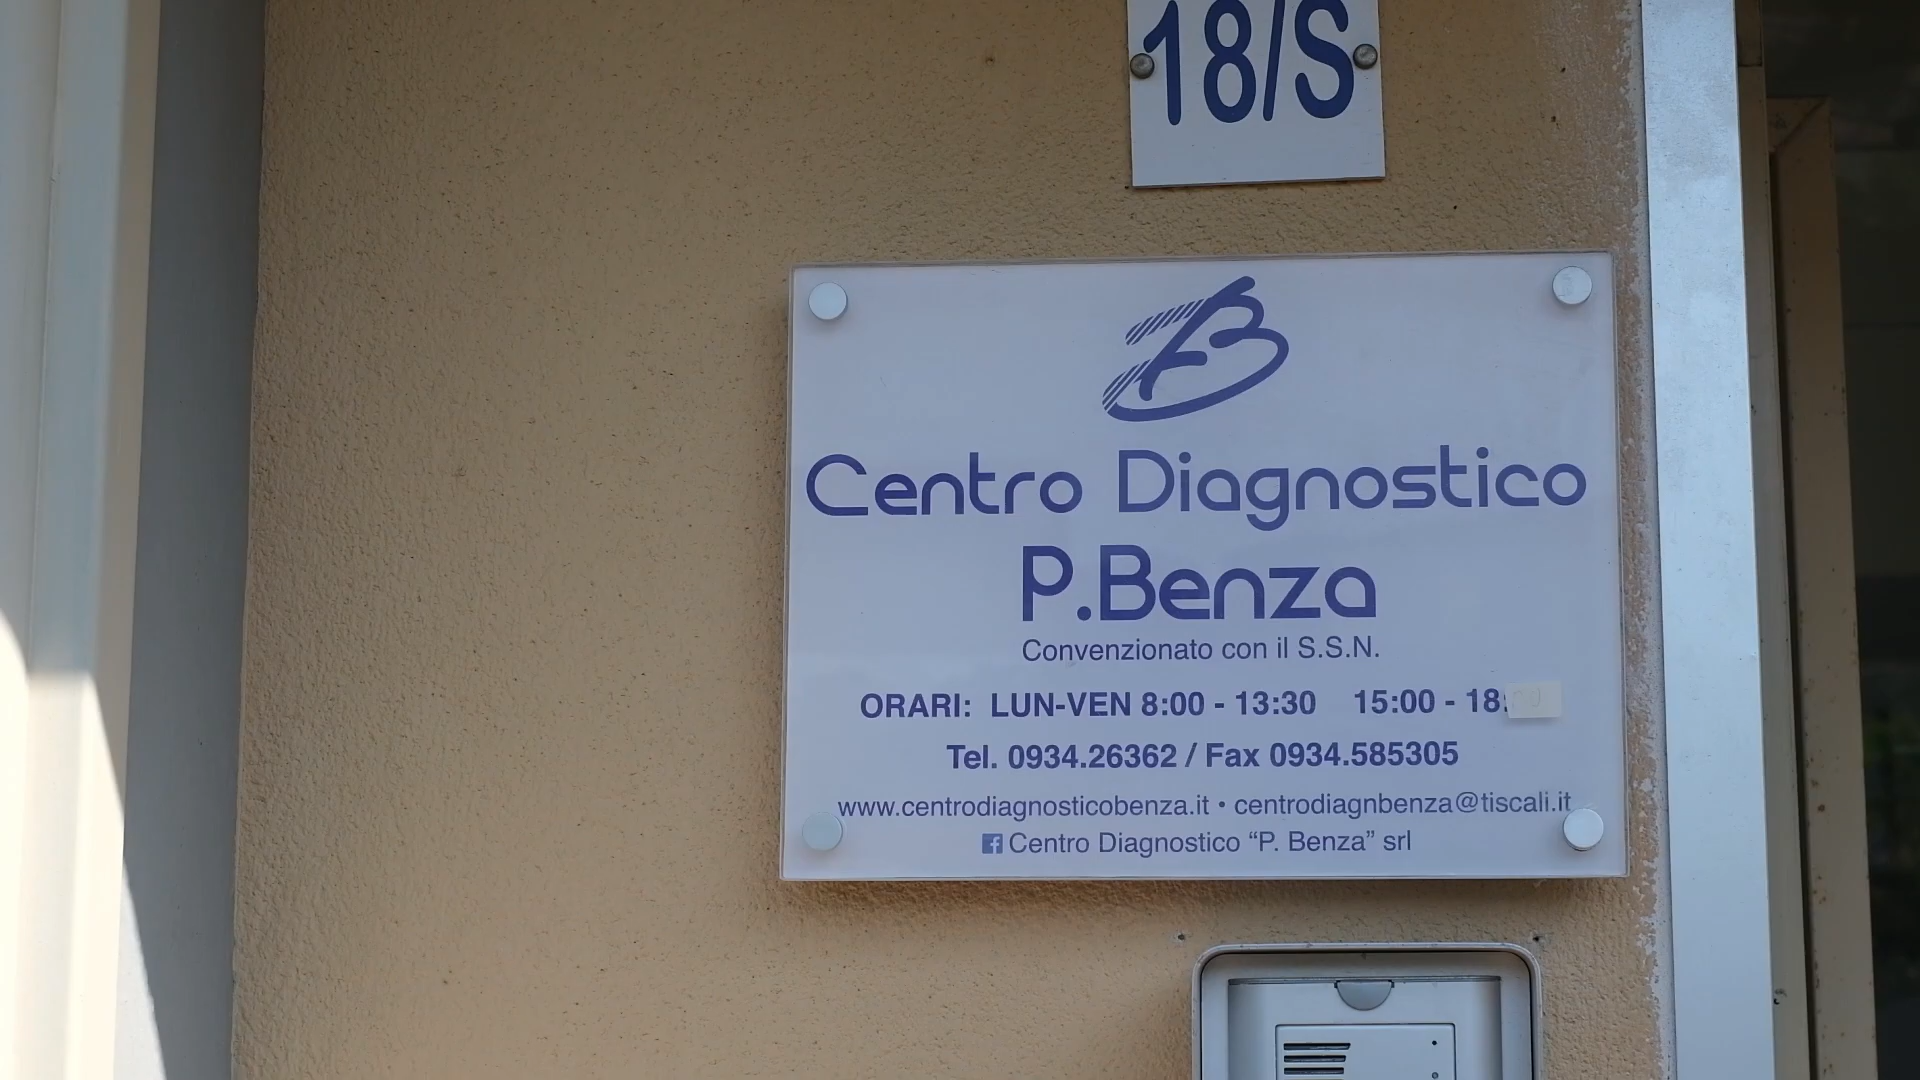 18/S
Centro Diagnostico
P.Benza
Convenzionato con il S.S.N.
ORARI: LUN-VEN 8:00 - 13:30 15:00 - 18:
Tel. 0934.26362 / Fax 0934.585305
www.centrodiagnosticobenza.it • centrodiagnbenza@tiscali.it
f Centro Diagnostico “P. Benza” srl